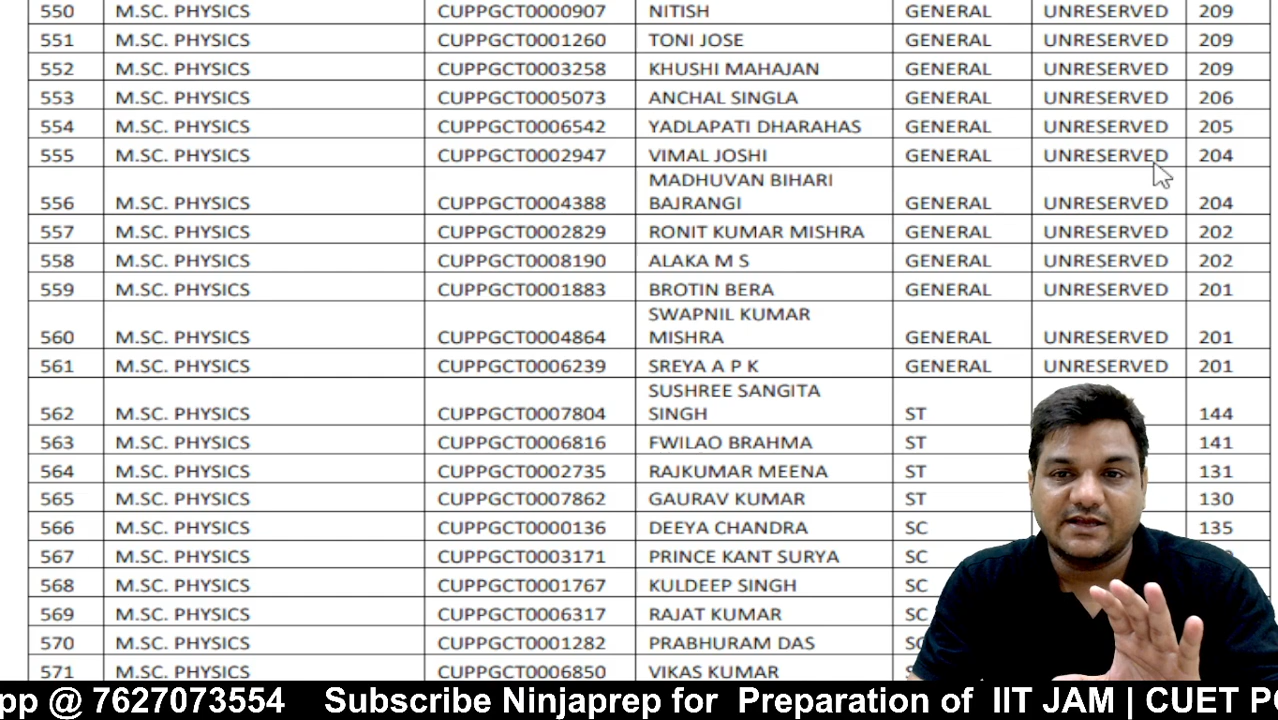 550 M.SC. PHYSICS CUPPGCT0000907 NITISH GENERAL UNRESERVED 209
551 M.SC. PHYSICS CUPPGCT0001260 TONI JOSE GENERAL UNRESERVED 209
552 M.SC. PHYSICS CUPPGCT0003258 KHUSHI MAHAJAN GENERAL UNRESERVED 209
553 M.SC. PHYSICS CUPPGCT0005073 ANCHAL SINGLA GENERAL UNRESERVED 206
554 M.SC. PHYSICS CUPPGCT0006542 YADLAPATI DHARAHAS GENERAL UNRESERVED 205
555 M.SC. PHYSICS CUPPGCT0002947 VIMAL JOSHI GENERAL UNRESERVED 204
MADHUVAN BIHARI
556 M.SC. PHYSICS CUPPGCT0004388 BAJRANGI GENERAL UNRESERVED 204
557 M.SC. PHYSICS CUPPGCT0002829 RONIT KUMAR MISHRA GENERAL UNRESERVED 202
558 M.SC. PHYSICS CUPPGCT0008190 ALAKA M S GENERAL UNRESERVED 202
559 M.SC. PHYSICS CUPPGCT0001883 BROTIN BERA GENERAL UNRESERVED 201
SWAPNIL KUMAR
560 M.SC. PHYSICS CUPPGCT0004864 MISHRA GENERAL UNRESERVED 201
561 M.SC. PHYSICS CUPPGCT0006239 SREYA A P K GENERAL UNRESERVED 201
SUSHREE SANGITA
562 M.SC. PHYSICS CUPPGCT0007804 SINGH ST 144
563 M.SC. PHYSICS CUPPGCT0006816 FWILAO BRAHMA ST 141
564 M.SC. PHYSICS CUPPGCT0002735 RAJKUMAR MEENA ST 131
565 M.SC. PHYSICS CUPPGCT0007862 GAURAV KUMAR ST 130
566 M.SC. PHYSICS CUPPGCT0000136 DEEYA CHANDRA SC 135
567 M.SC. PHYSICS CUPPGCT0003171 PRINCE KANT SURYA SC
568 M.SC. PHYSICS CUPPGCT0001767 KULDEEP SINGH SC
569 M.SC. PHYSICS CUPPGCT0006317 RAJAT KUMAR SC
570 M.SC. PHYSICS CUPPGCT0001282 PRABHURAM DAS
571 M.SC. PHYSICS CUPPGCT0006850 VIKAS KUMAR
pp @ 7627073554 Subscribe Ninjaprep for Preparation of IIT JAM | CUET